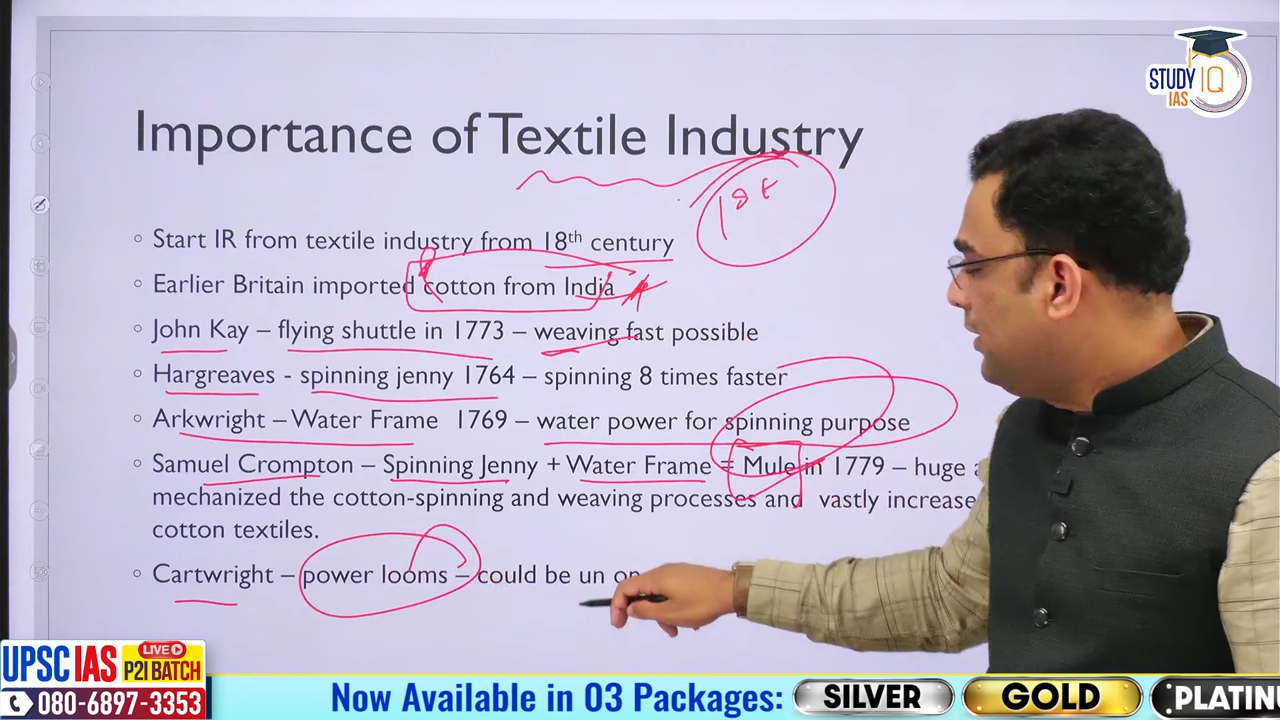 STUDY IQ
IAS
Importance of Textile Industry
18t
◦ Start IR from textile industry from 18th century
◦ Earlier Britain imported cotton from India
◦ John Kay – flying shuttle in 1773 – weaving fast possible
◦ Hargreaves - spinning jenny 1764 – spinning 8 times faster
◦ Arkwright – Water Frame 1769 – water power for spinning purpose
◦ Samuel Crompton – Spinning Jenny + Water Frame = Mule in 1779 – huge
mechanized the cotton-spinning and weaving processes and vastly increase
cotton textiles.
◦ Cartwright – power looms – could be un on
UPSC IAS LIVE P2I BATCH
080-6897-3353
Now Available in 03 Packages: SILVER GOLD PLATIN